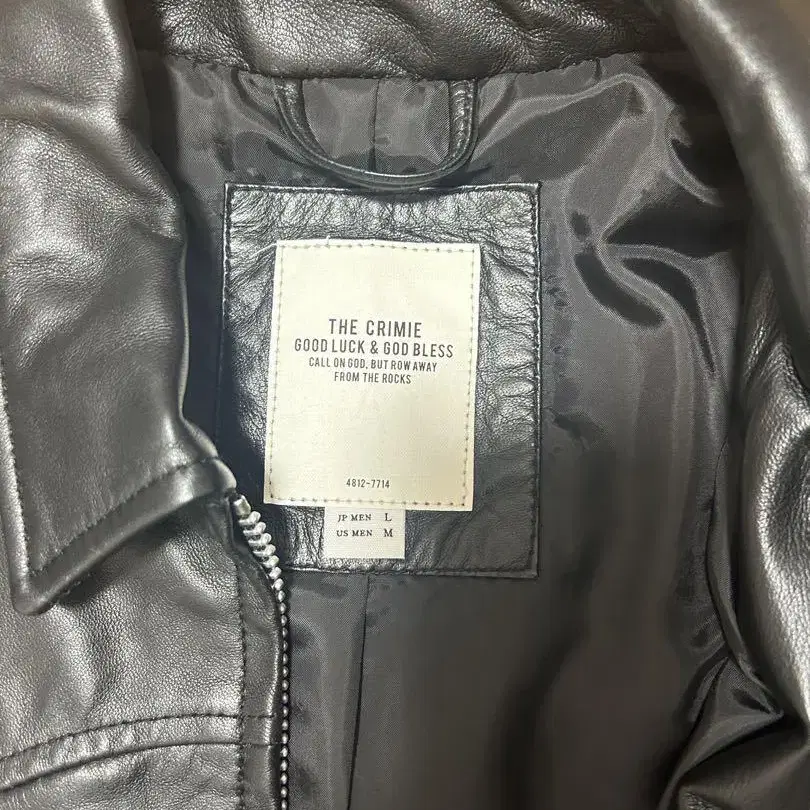 THE CRIMIE
GOOD LUCK & GOD BLESS
CALL ON GOD, BUT ROW AWAY
FROM THE ROCKS
4812-7714
JP MEN L
US MEN M